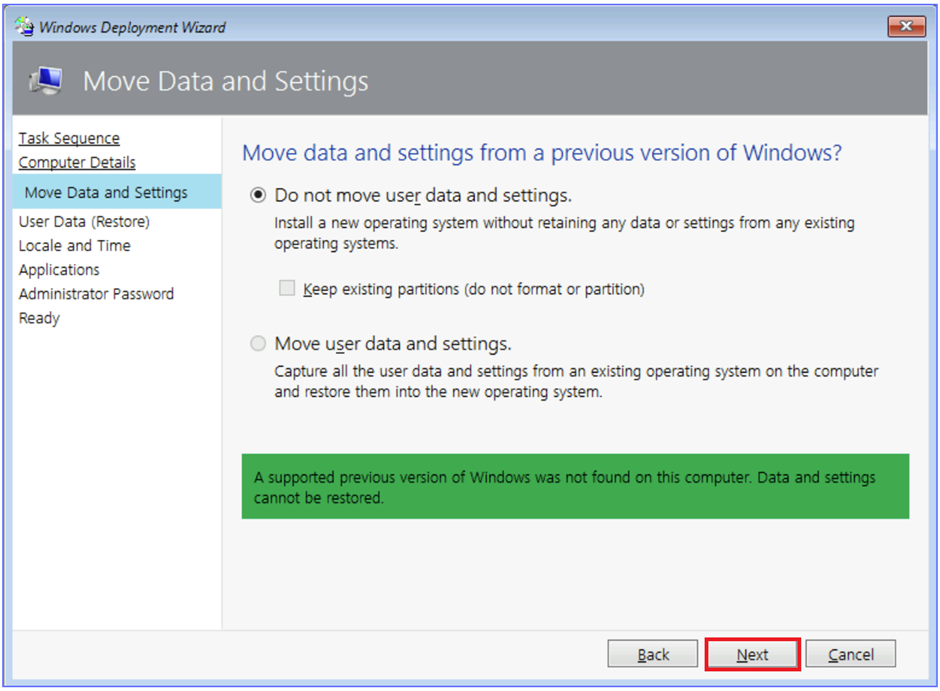 Windows Deployment Wizard
Move Data and Settings
Task Sequence
Computer Details
Move Data and Settings
User Data (Restore)
Locale and Time
Applications
Administrator Password
Ready
Move data and settings from a previous version of Windows?
Do not move user data and settings.
Install a new operating system without retaining any data or settings from any existing
operating systems.
Keep existing partitions (do not format or partition)
Move user data and settings.
Capture all the user data and settings from an existing operating system on the computer
and restore them into the new operating system.
A supported previous version of Windows was not found on this computer. Data and settings
cannot be restored.
Back
Next
Cancel